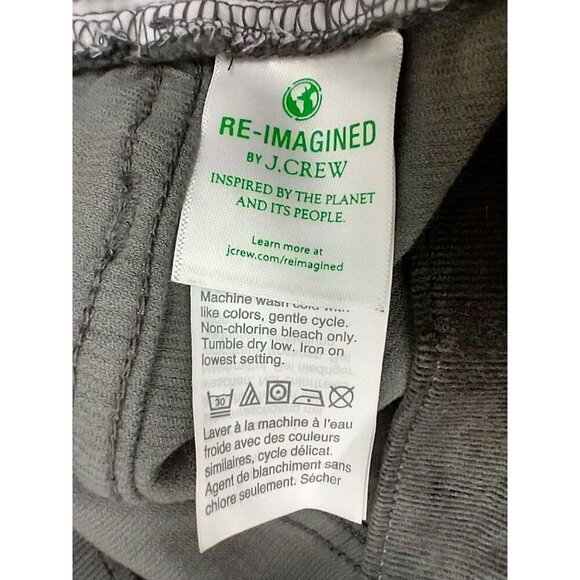 RE-IMAGINED
BY J.CREW
INSPIRED BY THE PLANET
AND ITS PEOPLE.
Learn more at
jcrew.com/reimagined
Machine wash cold with
like colors, gentle cycle.
Non-chlorine bleach only.
Tumble dry low. Iron on
lowest setting.
30
Laver à la machine à l'eau
froide avec des couleurs
similaires, cycle délicat.
Agent de blanchiment sans
chlore seulement. Sécher